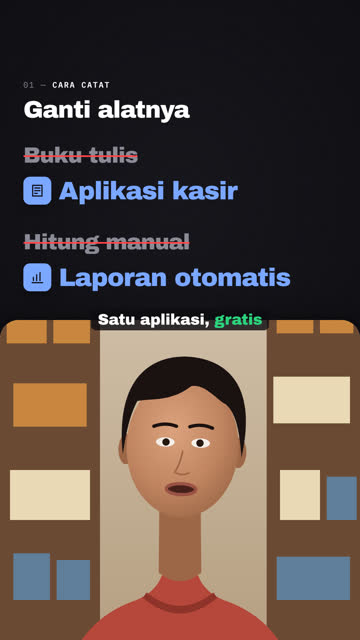 01 — CARA CATAT
Ganti alatnya
Buku tulis
Aplikasi kasir
Hitung manual
Laporan otomatis
Satu aplikasi, gratis